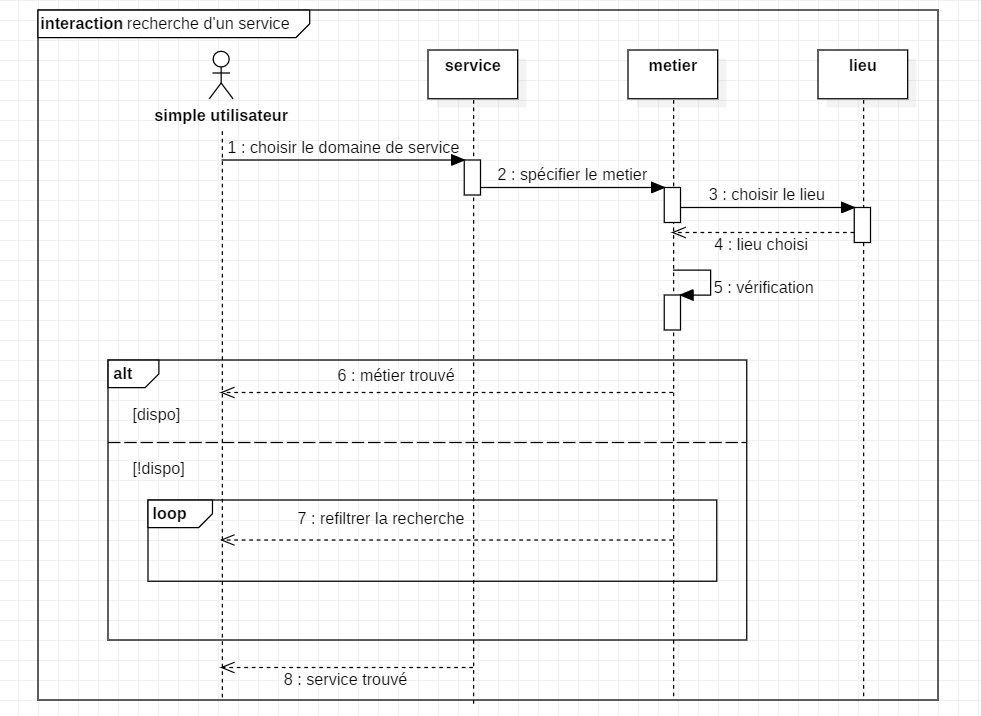 interaction recherche d'un service
service
metier
lieu
simple utilisateur
1 : choisir le domaine de service
2 : spécifier le metier
3 : choisir le lieu
4 : lieu choisi
5 : vérification
alt
6 : métier trouvé
[dispo]
[!dispo]
loop
7 : refiltrer la recherche
8 : service trouvé